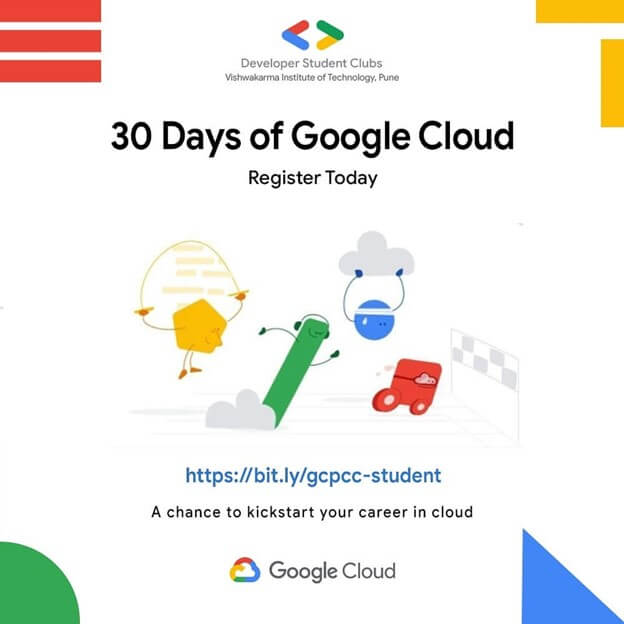 Developer Student Clubs
Vishwakarma Institute of Technology, Pune
30 Days of Google Cloud
Register Today
https://bit.ly/gcpcc-student
A chance to kickstart your career in cloud
Google Cloud